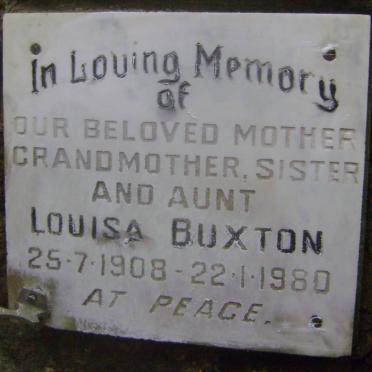 In Loving Memory
of
OUR BELOVED MOTHER
GRANDMOTHER, SISTER
AND AUNT
LOUISA BUXTON
25-7-1908 - 22-1-1980
AT PEACE.